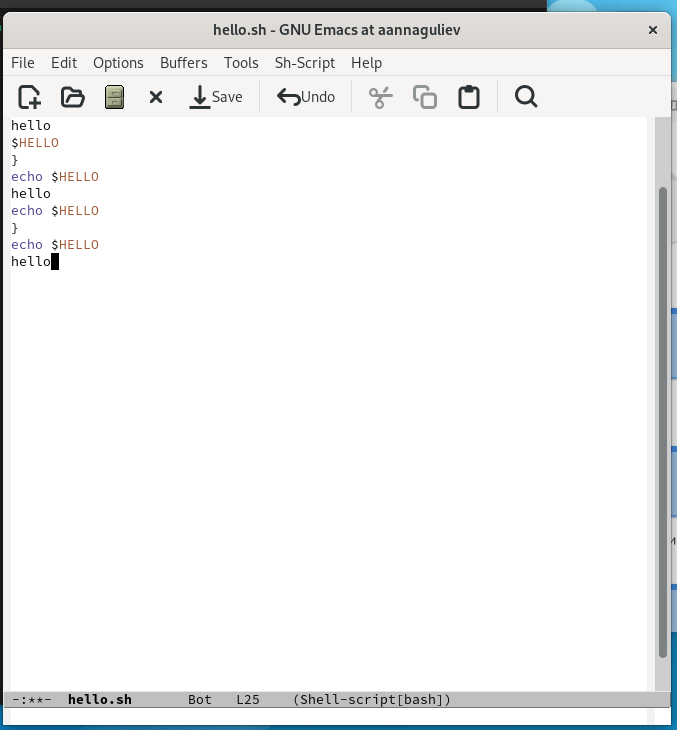 hello.sh - GNU Emacs at aannaguliev
File Edit Options Buffers Tools Sh-Script Help
Save Undo
hello
$HELLO
}
echo $HELLO
hello
echo $HELLO
}
echo $HELLO
hello
-:**- hello.sh Bot L25 (Shell-script[bash])